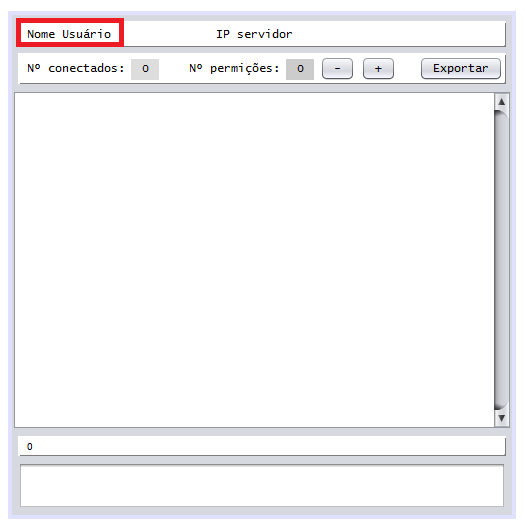 Nome Usuário IP servidor
Nº conectados: 0 Nº permições: 0 - + Exportar
0